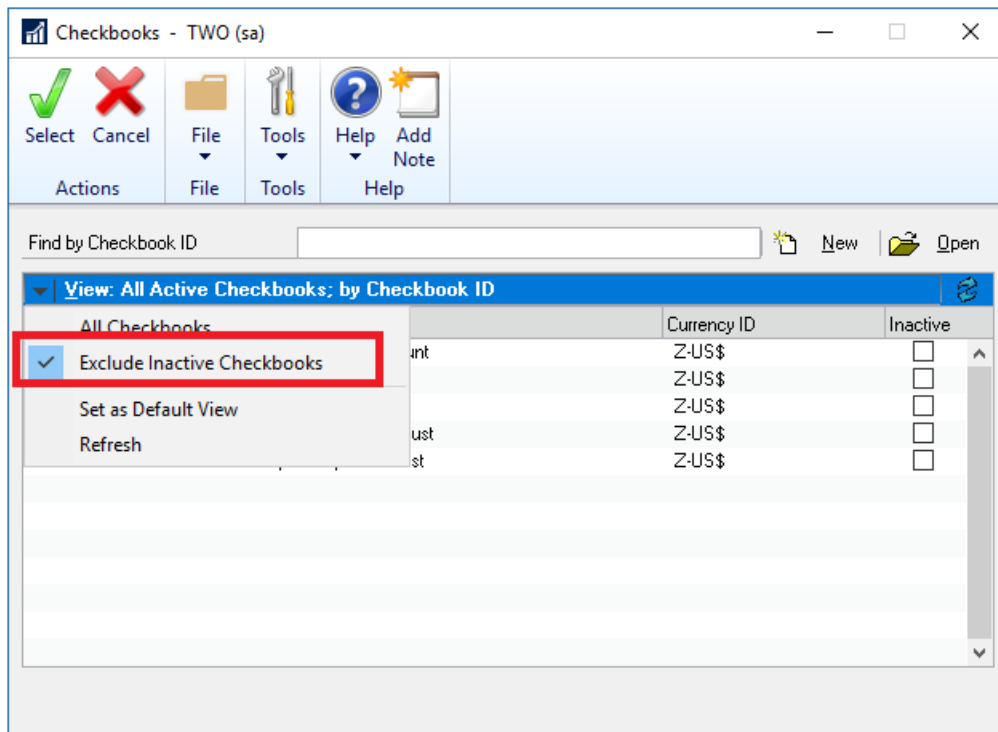 Checkbooks - TWO (sa)
Select Cancel File Tools Help Add Note
Actions File Tools Help
Find by Checkbook ID New Open
View: All Active Checkbooks; by Checkbook ID
All Checkbooks Currency ID Inactive
Exclude Inactive Checkbooks unt Z-US$
Z-US$
Set as Default View Z-US$
Refresh ust Z-US$
st Z-US$